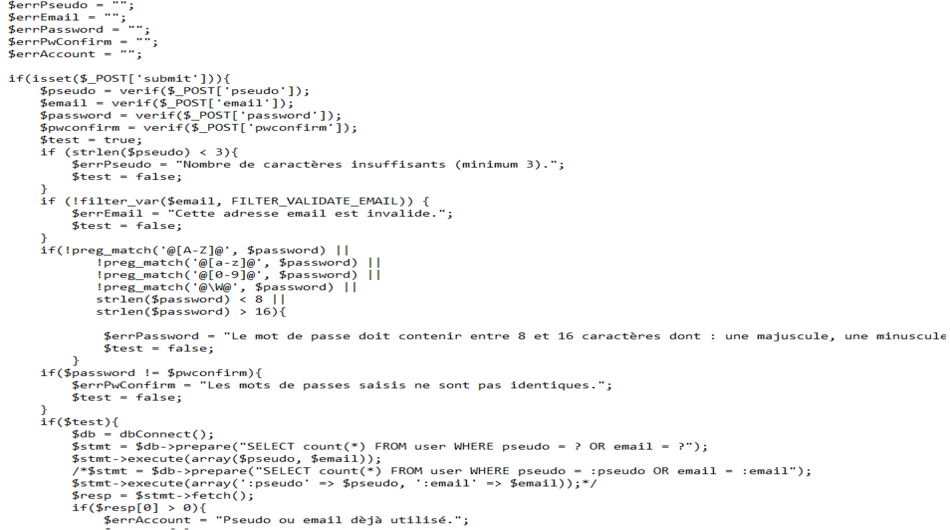 $errPseudo = "";
$errEmail = "";
$errPassword = "";
$errPwConfirm = "";
$errAccount = "";
if(isset($_POST['submit'])){
$pseudo = verif($_POST['pseudo']);
$email = verif($_POST['email']);
$password = verif($_POST['password']);
$pwconfirm = verif($_POST['pwconfirm']);
$test = true;
if (strlen($pseudo) < 3){
$errPseudo = "Nombre de caractères insuffisants (minimum 3).";
$test = false;
}
if (!filter_var($email, FILTER_VALIDATE_EMAIL)) {
$errEmail = "Cette adresse email est invalide.";
$test = false;
}
if(!preg_match('@[A-Z]@', $password) ||
!preg_match('@[a-z]@', $password) ||
!preg_match('@[0-9]@', $password) ||
!preg_match('@\W@', $password) ||
strlen($password) < 8 ||
strlen($password) > 16){
$errPassword = "Le mot de passe doit contenir entre 8 et 16 caractères dont : une majuscule, une minuscule
$test = false;
}
if($password != $pwconfirm){
$errPwConfirm = "Les mots de passes saisis ne sont pas identiques.";
$test = false;
}
if($test){
$db = dbConnect();
$stmt = $db->prepare("SELECT count(*) FROM user WHERE pseudo = ? OR email = ?");
$stmt->execute(array($pseudo, $email));
/*$stmt = $db->prepare("SELECT count(*) FROM user WHERE pseudo = :pseudo OR email = :email");
$stmt->execute(array(':pseudo' => $pseudo, ':email' => $email));*/
$resp = $stmt->fetch();
if($resp[0] > 0){
$errAccount = "Pseudo ou email dèjà utilisé.";